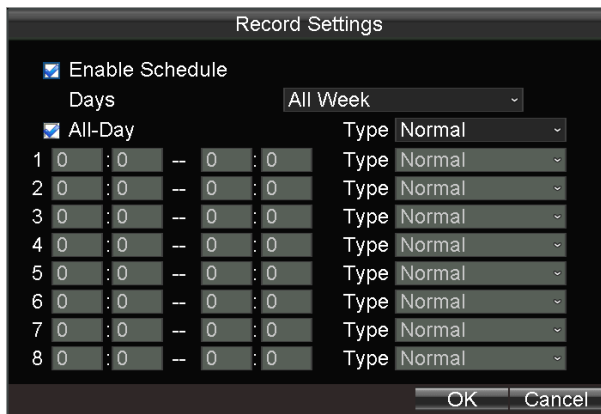 Record Settings
Enable Schedule
Days All Week
All-Day Type Normal
1 0 : 0 -- 0 : 0 Type Normal
2 0 : 0 -- 0 : 0 Type Normal
3 0 : 0 -- 0 : 0 Type Normal
4 0 : 0 -- 0 : 0 Type Normal
5 0 : 0 -- 0 : 0 Type Normal
6 0 : 0 -- 0 : 0 Type Normal
7 0 : 0 -- 0 : 0 Type Normal
8 0 : 0 -- 0 : 0 Type Normal
OK Cancel